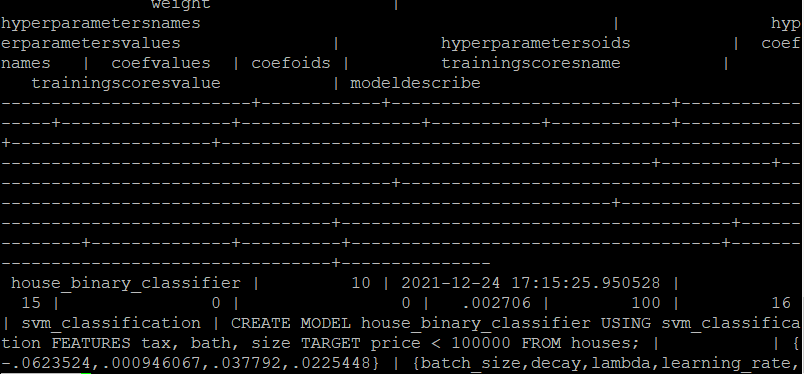 weight |
hyperparametersnames | hyp
erparametersvalues | hyperparametersoids | coef
names | coefvalues | coefoids | trainingscoresname |
trainingscoresvalue | modeldescribe
---------------------------+-------------+------------------------------+-------------
-----+------------------+--------------------+------------+-------------+-------------
+----------------------+--------------------------------------------------------------
----------------------------------------------------------------------+------------+--
------------------------------------------+-------------------------------------------
------------------------------------------------------------------+-------------------
------------------------------------+------------------------------------------+------
---------+---------------+-----------+----------------------------------------+-------
------------------------------------+----------------
house_binary_classifier | 10 | 2021-12-24 17:15:25.950528 |
15 | 0 | 0 | .002706 | 100 | 16
| svm_classification | CREATE MODEL house_binary_classifier USING svm_classifica
tion FEATURES tax, bath, size TARGET price < 100000 FROM houses; | | {
-.0623524,.000946067,.037792,.0225448} | {batch_size,decay,lambda,learning_rate,